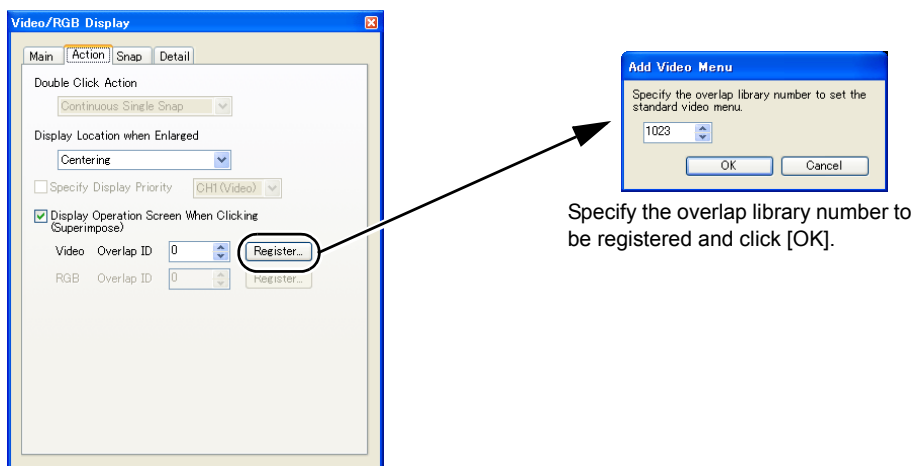 Video/RGB Display
Main Action Snap Detail
Double Click Action
Continuous Single Snap
Display Location when Enlarged
Centering
Specify Display Priority CH1(Video)
Display Operation Screen When Clicking
(Superimpose)
Video Overlap ID 0 Register...
RGB Overlap ID 0 Register...
Add Video Menu
Specify the overlap library number to set the
standard video menu.
1023
OK Cancel
Specify the overlap library number to
be registered and click [OK].